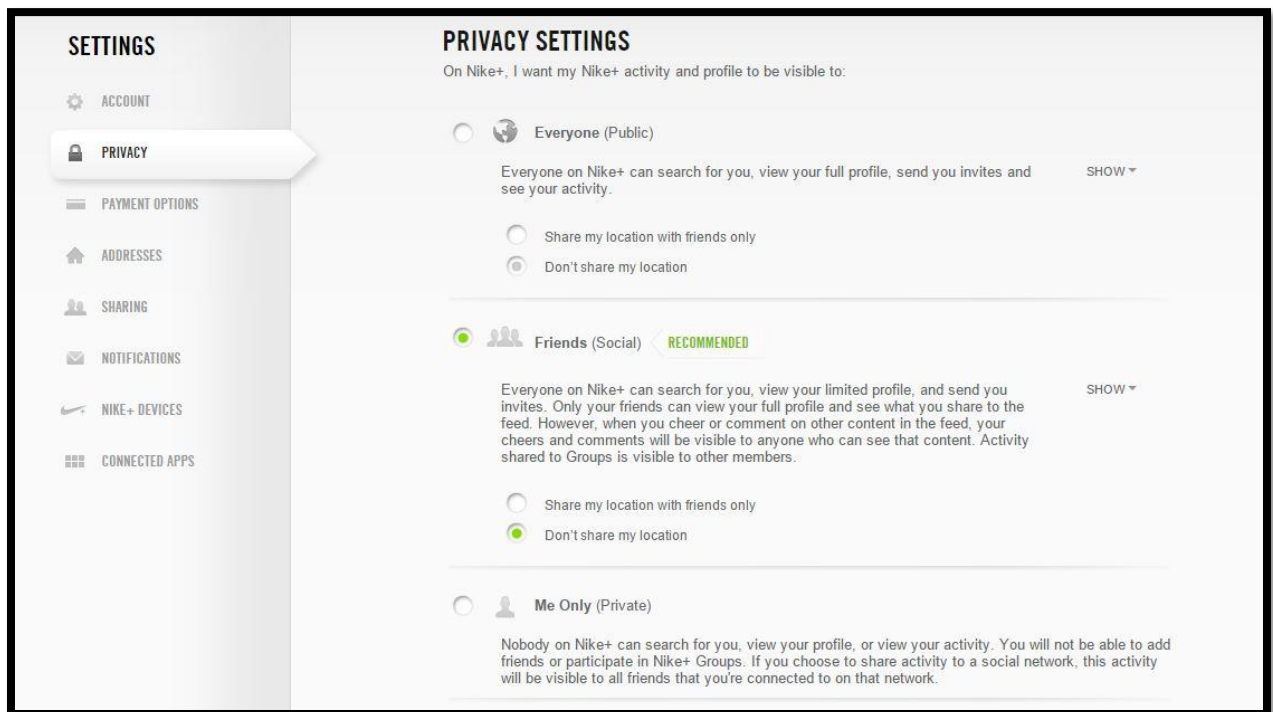 SETTINGS
ACCOUNT
PRIVACY
PAYMENT OPTIONS
ADDRESSES
SHARING
NOTIFICATIONS
NIKE+ DEVICES
CONNECTED APPS
PRIVACY SETTINGS
On Nike+, I want my Nike+ activity and profile to be visible to:
Everyone (Public)
Everyone on Nike+ can search for you, view your full profile, send you invites and
see your activity.
SHOW
Share my location with friends only
Don't share my location
Friends (Social) RECOMMENDED
Everyone on Nike+ can search for you, view your limited profile, and send you
invites. Only your friends can view your full profile and see what you share to the
feed. However, when you cheer or comment on other content in the feed, your
cheers and comments will be visible to anyone who can see that content. Activity
shared to Groups is visible to other members.
SHOW
Share my location with friends only
Don't share my location
Me Only (Private)
Nobody on Nike+ can search for you, view your profile, or view your activity. You will not be able to add
friends or participate in Nike+ Groups. If you choose to share activity to a social network, this activity
will be visible to all friends that you're connected to on that network.